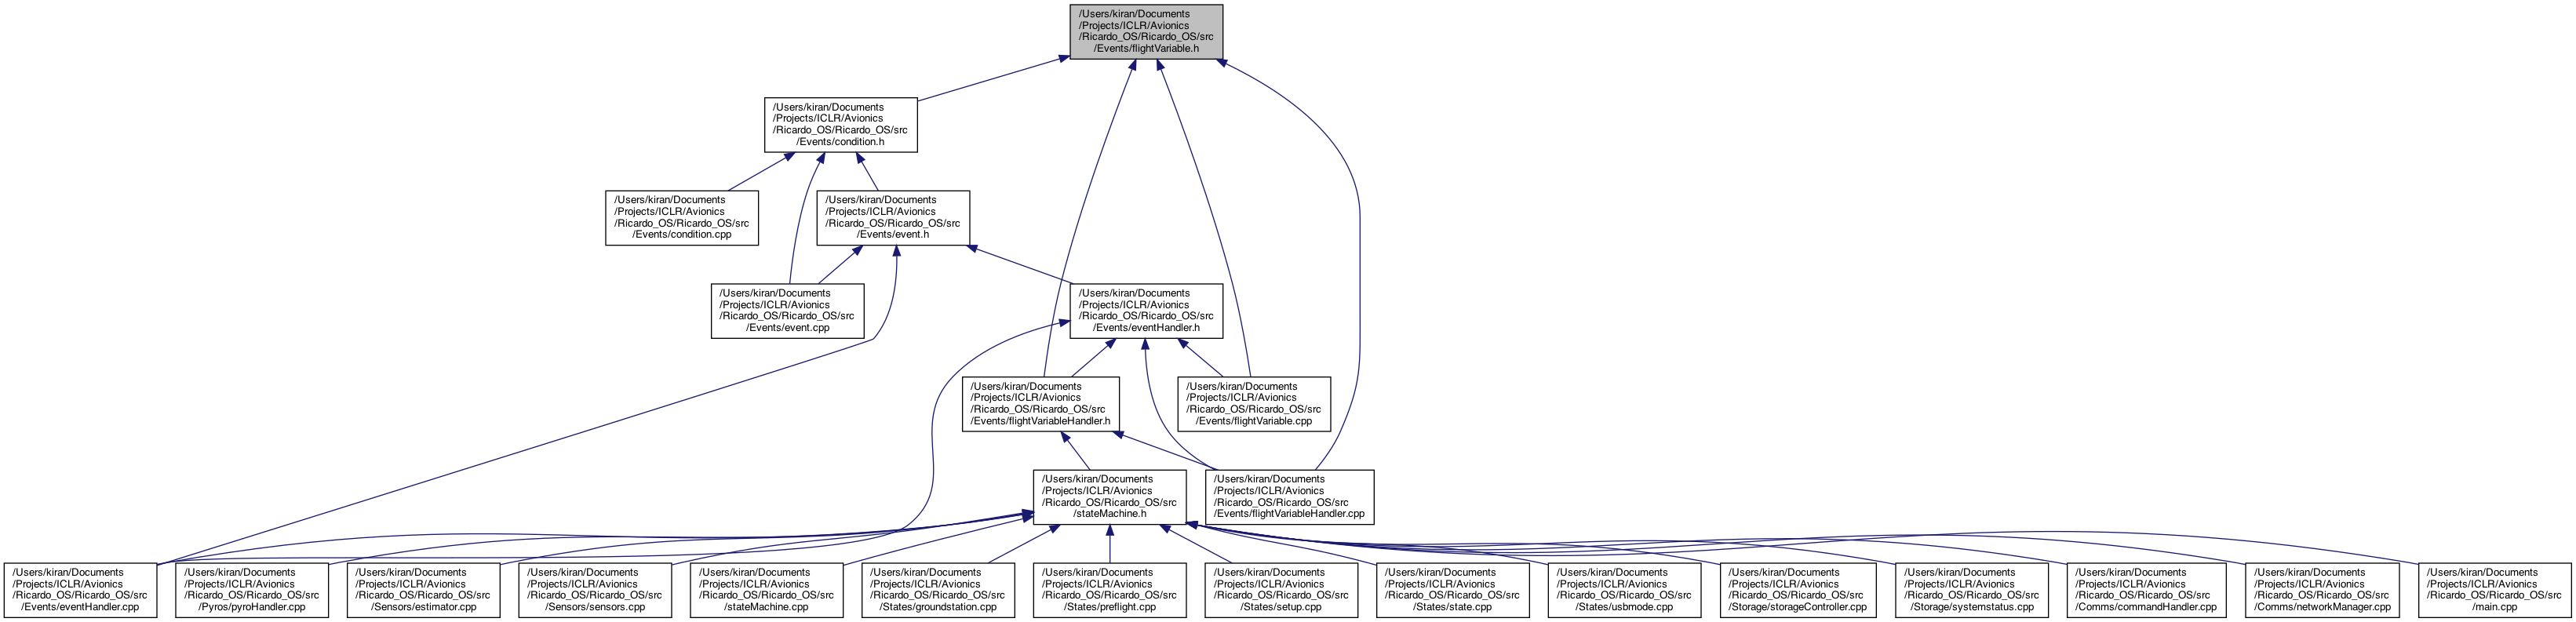 /Users/kiran/Documents
/Projects/ICLR/Avionics
/Ricardo_OS/Ricardo_OS/src
/Events/flightVariable.h
/Users/kiran/Documents
/Projects/ICLR/Avionics
/Ricardo_OS/Ricardo_OS/src
/Events/condition.h
/Users/kiran/Documents
/Projects/ICLR/Avionics
/Ricardo_OS/Ricardo_OS/src
/Events/condition.cpp
/Users/kiran/Documents
/Projects/ICLR/Avionics
/Ricardo_OS/Ricardo_OS/src
/Events/event.h
/Users/kiran/Documents
/Projects/ICLR/Avionics
/Ricardo_OS/Ricardo_OS/src
/Events/event.cpp
/Users/kiran/Documents
/Projects/ICLR/Avionics
/Ricardo_OS/Ricardo_OS/src
/Events/eventHandler.h
/Users/kiran/Documents
/Projects/ICLR/Avionics
/Ricardo_OS/Ricardo_OS/src
/Events/flightVariableHandler.h
/Users/kiran/Documents
/Projects/ICLR/Avionics
/Ricardo_OS/Ricardo_OS/src
/Events/flightVariable.cpp
/Users/kiran/Documents
/Projects/ICLR/Avionics
/Ricardo_OS/Ricardo_OS/src
/stateMachine.h
/Users/kiran/Documents
/Projects/ICLR/Avionics
/Ricardo_OS/Ricardo_OS/src
/Events/flightVariableHandler.cpp
/Users/kiran/Documents
/Projects/ICLR/Avionics
/Ricardo_OS/Ricardo_OS/src
/Events/eventHandler.cpp
/Users/kiran/Documents
/Projects/ICLR/Avionics
/Ricardo_OS/Ricardo_OS/src
/Pyros/pyroHandler.cpp
/Users/kiran/Documents
/Projects/ICLR/Avionics
/Ricardo_OS/Ricardo_OS/src
/Sensors/estimator.cpp
/Users/kiran/Documents
/Projects/ICLR/Avionics
/Ricardo_OS/Ricardo_OS/src
/Sensors/sensors.cpp
/Users/kiran/Documents
/Projects/ICLR/Avionics
/Ricardo_OS/Ricardo_OS/src
/stateMachine.cpp
/Users/kiran/Documents
/Projects/ICLR/Avionics
/Ricardo_OS/Ricardo_OS/src
/States/groundstation.cpp
/Users/kiran/Documents
/Projects/ICLR/Avionics
/Ricardo_OS/Ricardo_OS/src
/States/preflight.cpp
/Users/kiran/Documents
/Projects/ICLR/Avionics
/Ricardo_OS/Ricardo_OS/src
/States/setup.cpp
/Users/kiran/Documents
/Projects/ICLR/Avionics
/Ricardo_OS/Ricardo_OS/src
/States/state.cpp
/Users/kiran/Documents
/Projects/ICLR/Avionics
/Ricardo_OS/Ricardo_OS/src
/States/usbmode.cpp
/Users/kiran/Documents
/Projects/ICLR/Avionics
/Ricardo_OS/Ricardo_OS/src
/Storage/storageController.cpp
/Users/kiran/Documents
/Projects/ICLR/Avionics
/Ricardo_OS/Ricardo_OS/src
/Storage/systemstatus.cpp
/Users/kiran/Documents
/Projects/ICLR/Avionics
/Ricardo_OS/Ricardo_OS/src
/Comms/commandHandler.cpp
/Users/kiran/Documents
/Projects/ICLR/Avionics
/Ricardo_OS/Ricardo_OS/src
/Comms/networkManager.cpp
/Users/kiran/Documents
/Projects/ICLR/Avionics
/Ricardo_OS/Ricardo_OS/src
/main.cpp